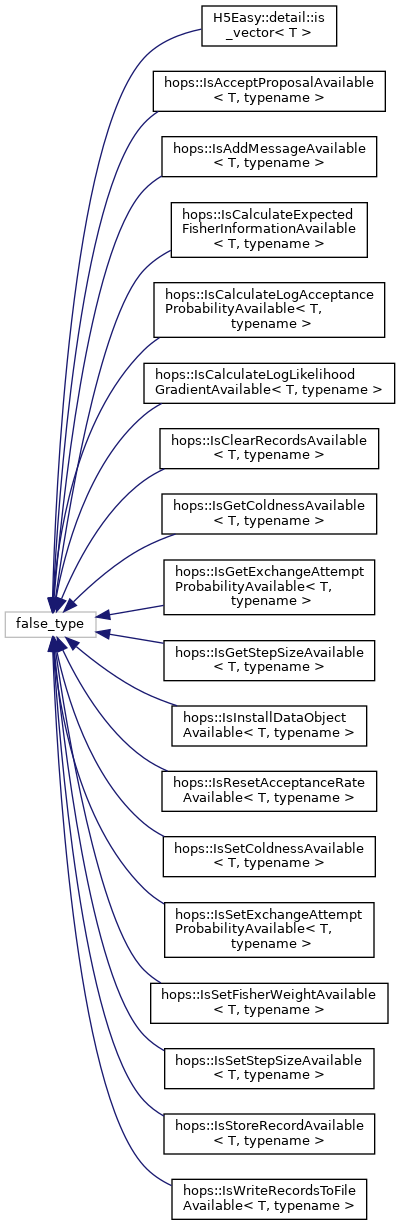 H5Easy::detail::is
_vector< T >
hops::IsAcceptProposalAvailable
< T, typename >
hops::IsAddMessageAvailable
< T, typename >
hops::IsCalculateExpected
FisherInformationAvailable
< T, typename >
hops::IsCalculateLogAcceptance
ProbabilityAvailable< T,
typename >
hops::IsCalculateLogLikelihood
GradientAvailable< T, typename >
hops::IsClearRecordsAvailable
< T, typename >
hops::IsGetColdnessAvailable
< T, typename >
hops::IsGetExchangeAttempt
ProbabilityAvailable< T,
typename >
false_type
hops::IsGetStepSizeAvailable
< T, typename >
hops::IsInstallDataObject
Available< T, typename >
hops::IsResetAcceptanceRate
Available< T, typename >
hops::IsSetColdnessAvailable
< T, typename >
hops::IsSetExchangeAttempt
ProbabilityAvailable< T,
typename >
hops::IsSetFisherWeightAvailable
< T, typename >
hops::IsSetStepSizeAvailable
< T, typename >
hops::IsStoreRecordAvailable
< T, typename >
hops::IsWriteRecordsToFile
Available< T, typename >